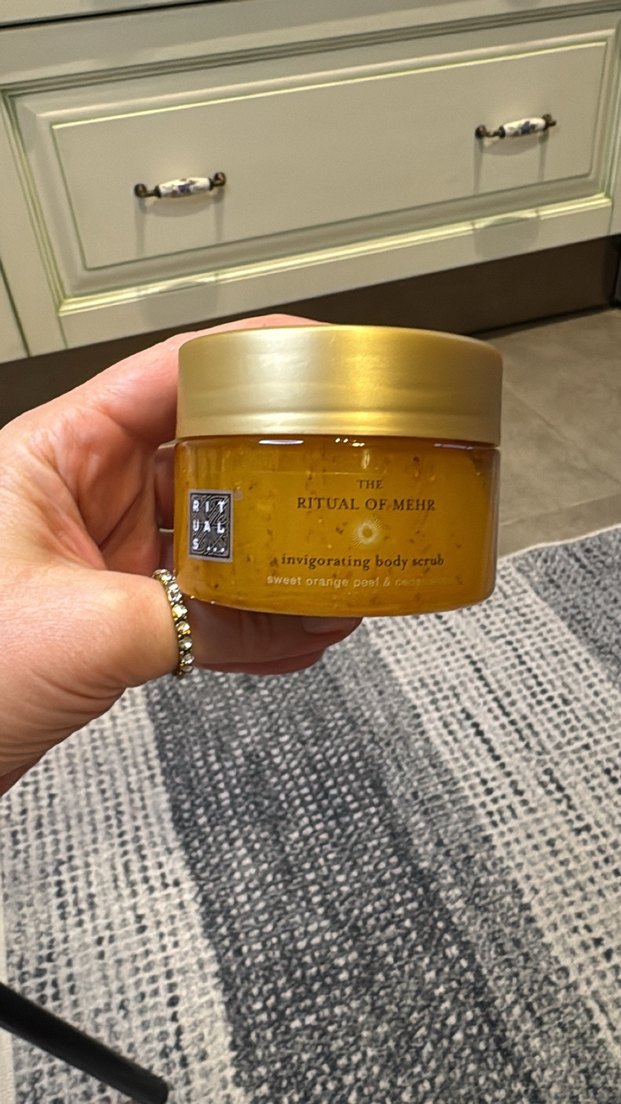 RIT
UAL
S...
THE
RITUAL OF MEHR
invigorating body scrub
sweet orange peel &